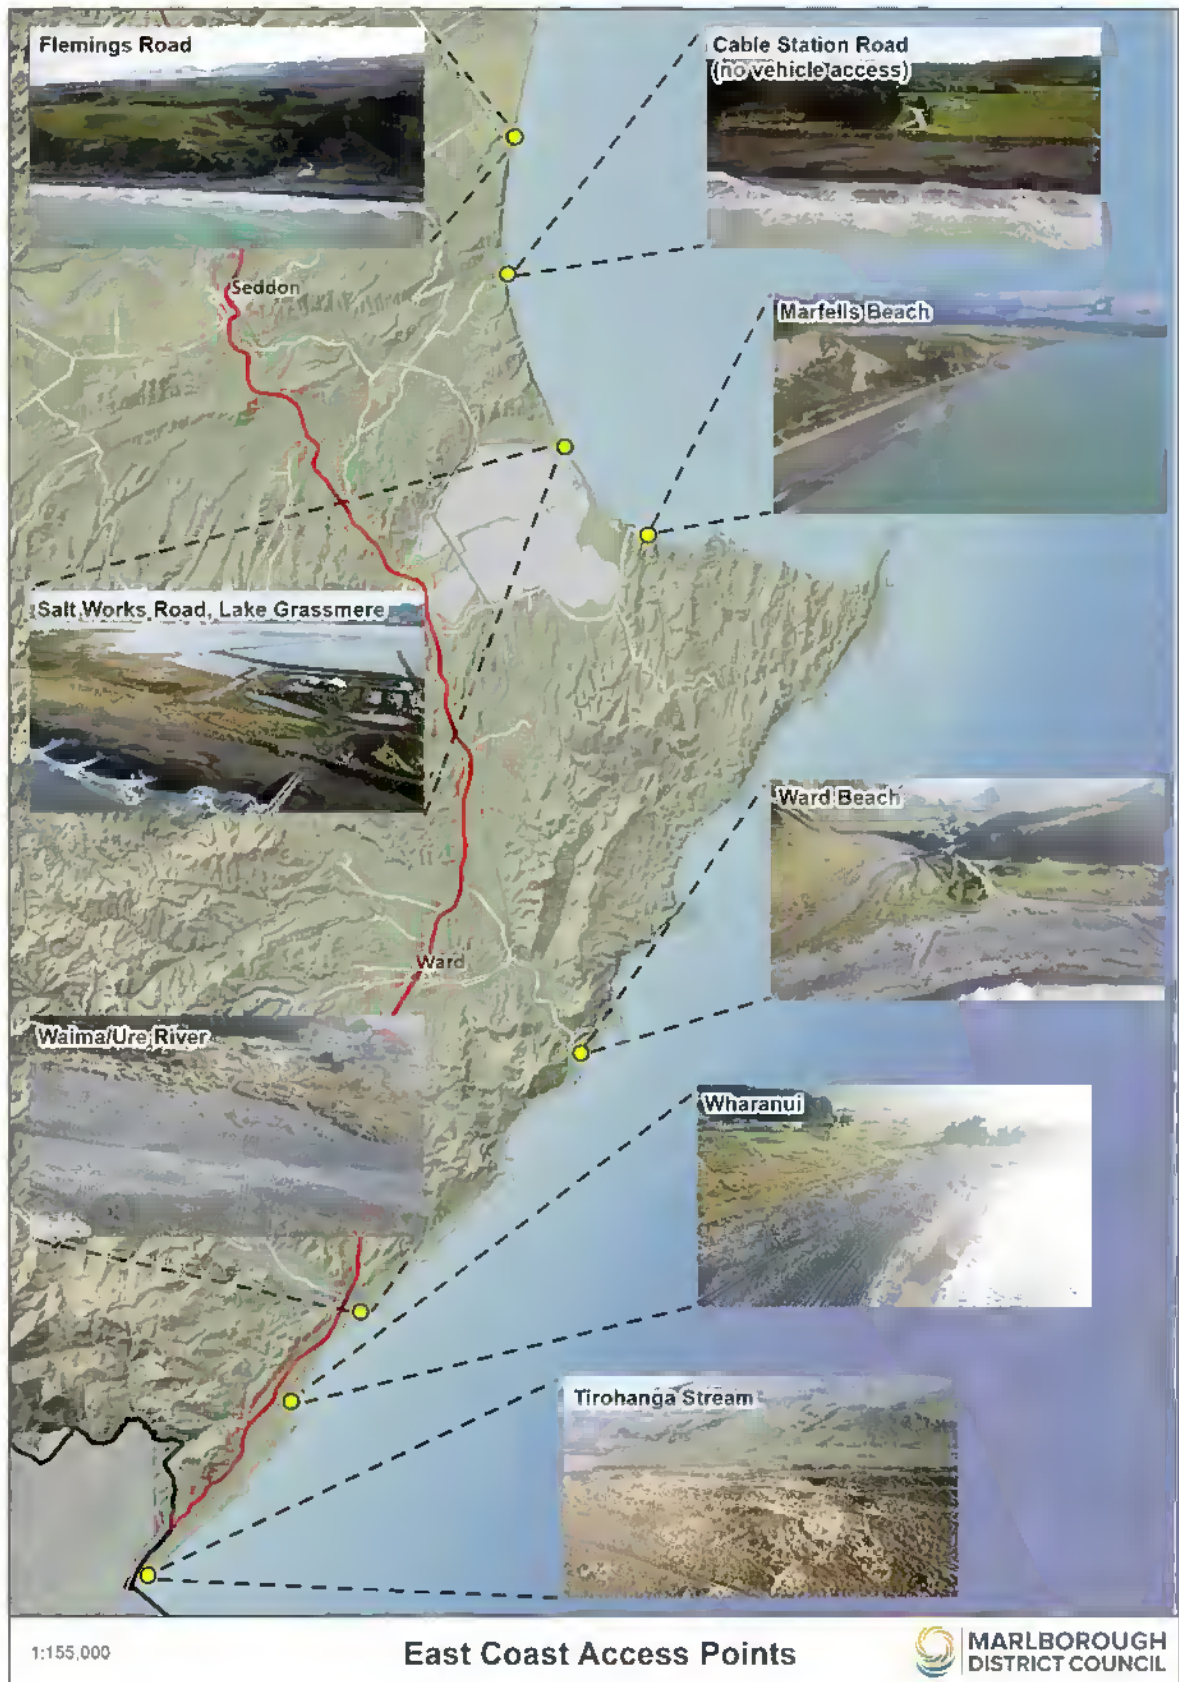 Flemings Road
Cable Station Road
(no vehicle access)
Seddon
Marfells Beach
Salt Works Road, Lake Grassmere
Ward Beach
Ward
Waima/Ure River
Wharanui
Tirohanga Stream
1:155,000
East Coast Access Points
MARLBOROUGH
DISTRICT COUNCIL